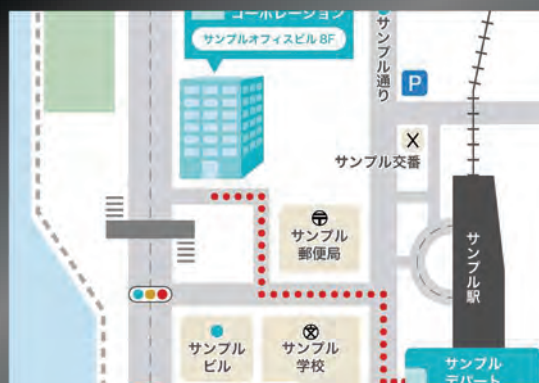 コーポレーション
サンプルオフィスビル 8F
サンプル通り
P
サンプル交番
サンプル
郵便局
サンプル駅
サンプル
ビル
サンプル
学校
サンプル
デパート